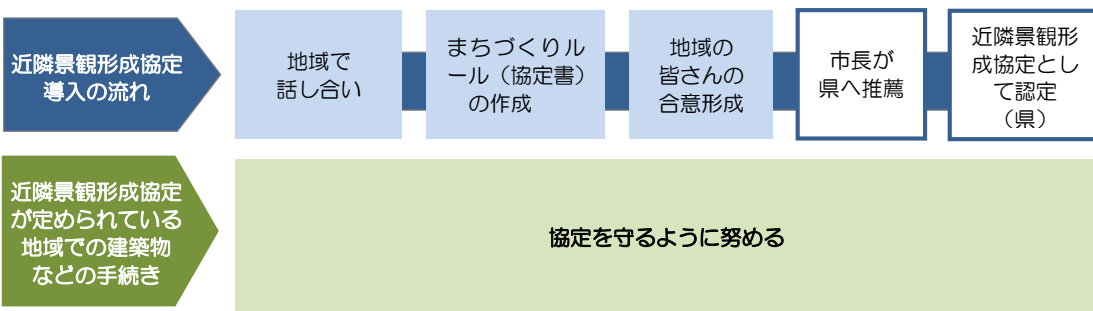 近隣景観形成協定
導入の流れ
地域で
話し合い
まちづくりル
ール（協定書）
の作成
地域の
皆さんの
合意形成
市長が
県へ推薦
近隣景観形
成協定とし
て認定
（県）
近隣景観形成協定
が定められている
地域での建築物
などの手続き
協定を守るように努める